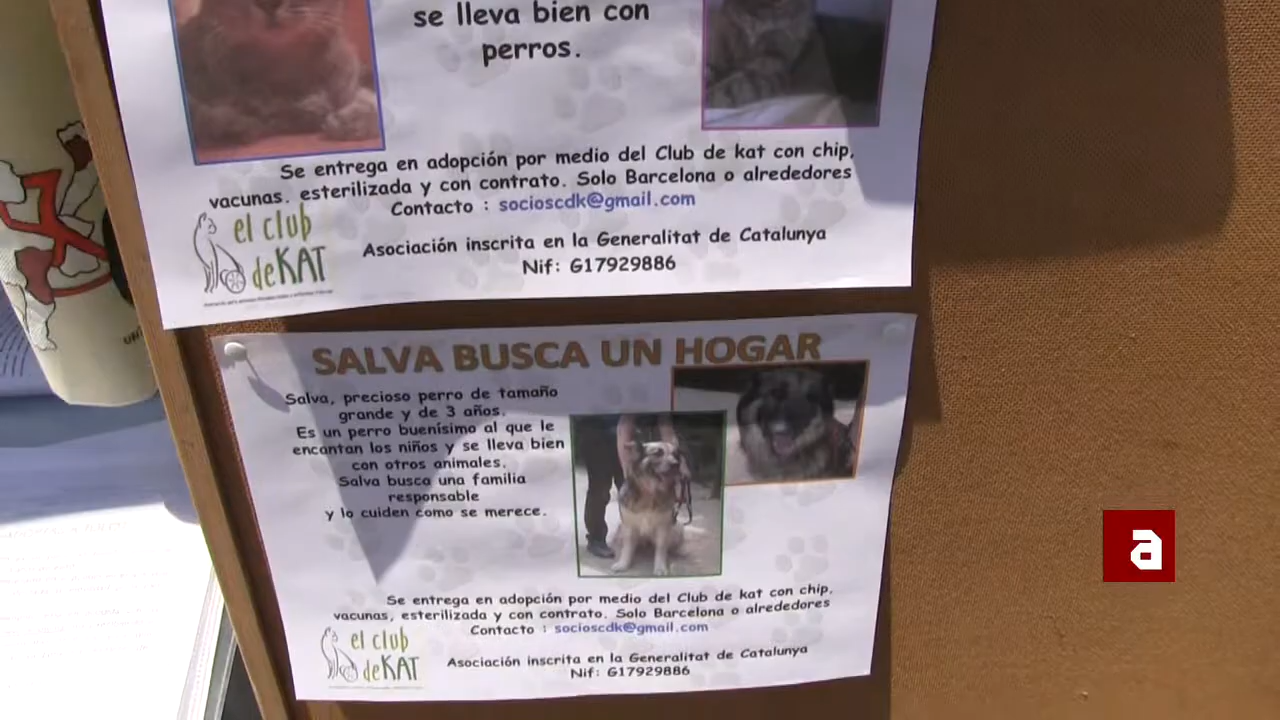 se lleva bien con
perros.
Se entrega en adopción por medio del Club de kat con chip,
vacunas. esterilizada y con contrato. Solo Barcelona o alrededores
Contacto : socioscdk@gmail.com
el club
deKAT
Asociación inscrita en la Generalitat de Catalunya
Nif: G17929886
SALVA BUSCA UN HOGAR
Salva, precioso perro de tamaño
grande y de 3 años.
Es un perro buenísimo al que le
encantan los niños y se lleva bien
con otros animales.
Salva busca una familia
responsable
y lo cuiden como se merece.
Se entrega en adopción por medio del Club de kat con chip,
vacunas, esterilizada y con contrato. Solo Barcelona o alrededores
Contacto : socioscdk@gmail.com
el club
deKAT
Asociación inscrita en la Generalitat de Catalunya
Nif: G17929886
a